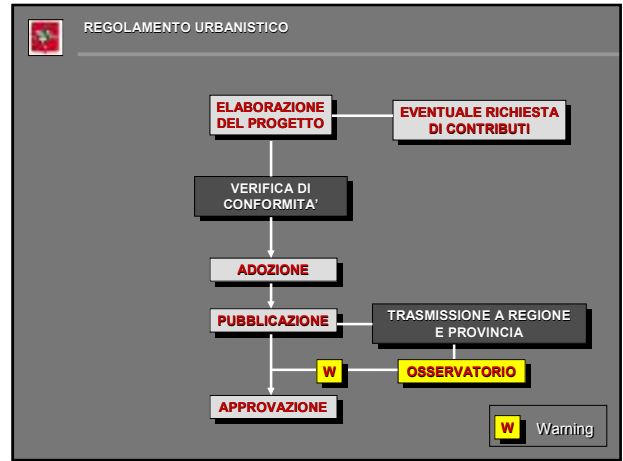 REGOLAMENTO URBANISTICO
ELABORAZIONE
DEL PROGETTO
EVENTUALE RICHIESTA
DI CONTRIBUTI
VERIFICA DI
CONFORMITA’
ADOZIONE
PUBBLICAZIONE
TRASMISSIONE A REGIONE
E PROVINCIA
W
OSSERVATORIO
APPROVAZIONE
W Warning